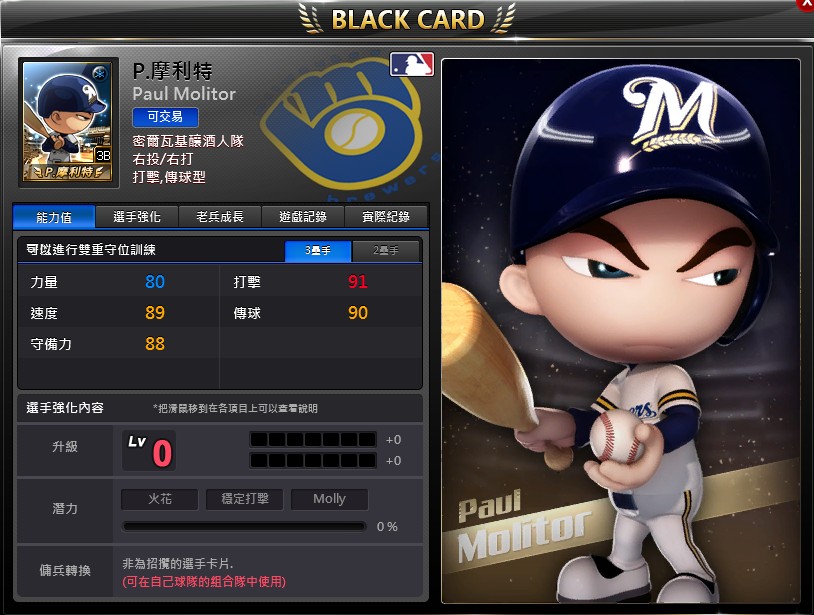 BLACK CARD
P.摩利特
Paul Molitor
可交易
密爾瓦基釀酒人隊
右投/右打
打擊,傳球型
3B
P.摩利特
brewers
能力值 選手強化 老兵成長 遊戲記錄 實際紀錄
可以進行雙重守位訓練 3壘手 2壘手
力量 80 打擊 91
速度 89 傳球 90
守備力 88
選手強化內容 *把滑鼠移到在各項目上可以查看說明
升級 Lv 0 +0
+0
潛力 火花 穩定打擊 Molly
0 %
傭兵轉換 非為招攬的選手卡片.
(可在自己球隊的組合隊中使用)
M
Paul
Molitor